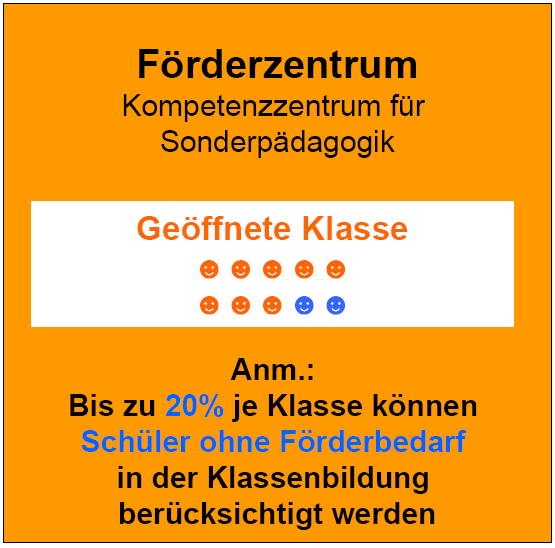 Förderzentrum
Kompetenzzentrum für
Sonderpädagogik
Geöffnete Klasse
Anm.:
Bis zu 20% je Klasse können
Schüler ohne Förderbedarf
in der Klassenbildung
berücksichtigt werden